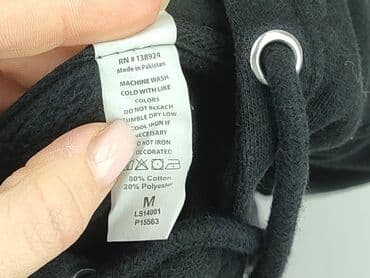 RN # 138924
Made in Pakistan
MACHINE WASH
COLD WITH LIKE
COLORS
DO NOT BLEACH
TUMBLE DRY LOW
COOL IRON IF
NECESSARY
DO NOT IRON
DECORATED
80% Cotton
20% Polyester
M
LS14001
P15563